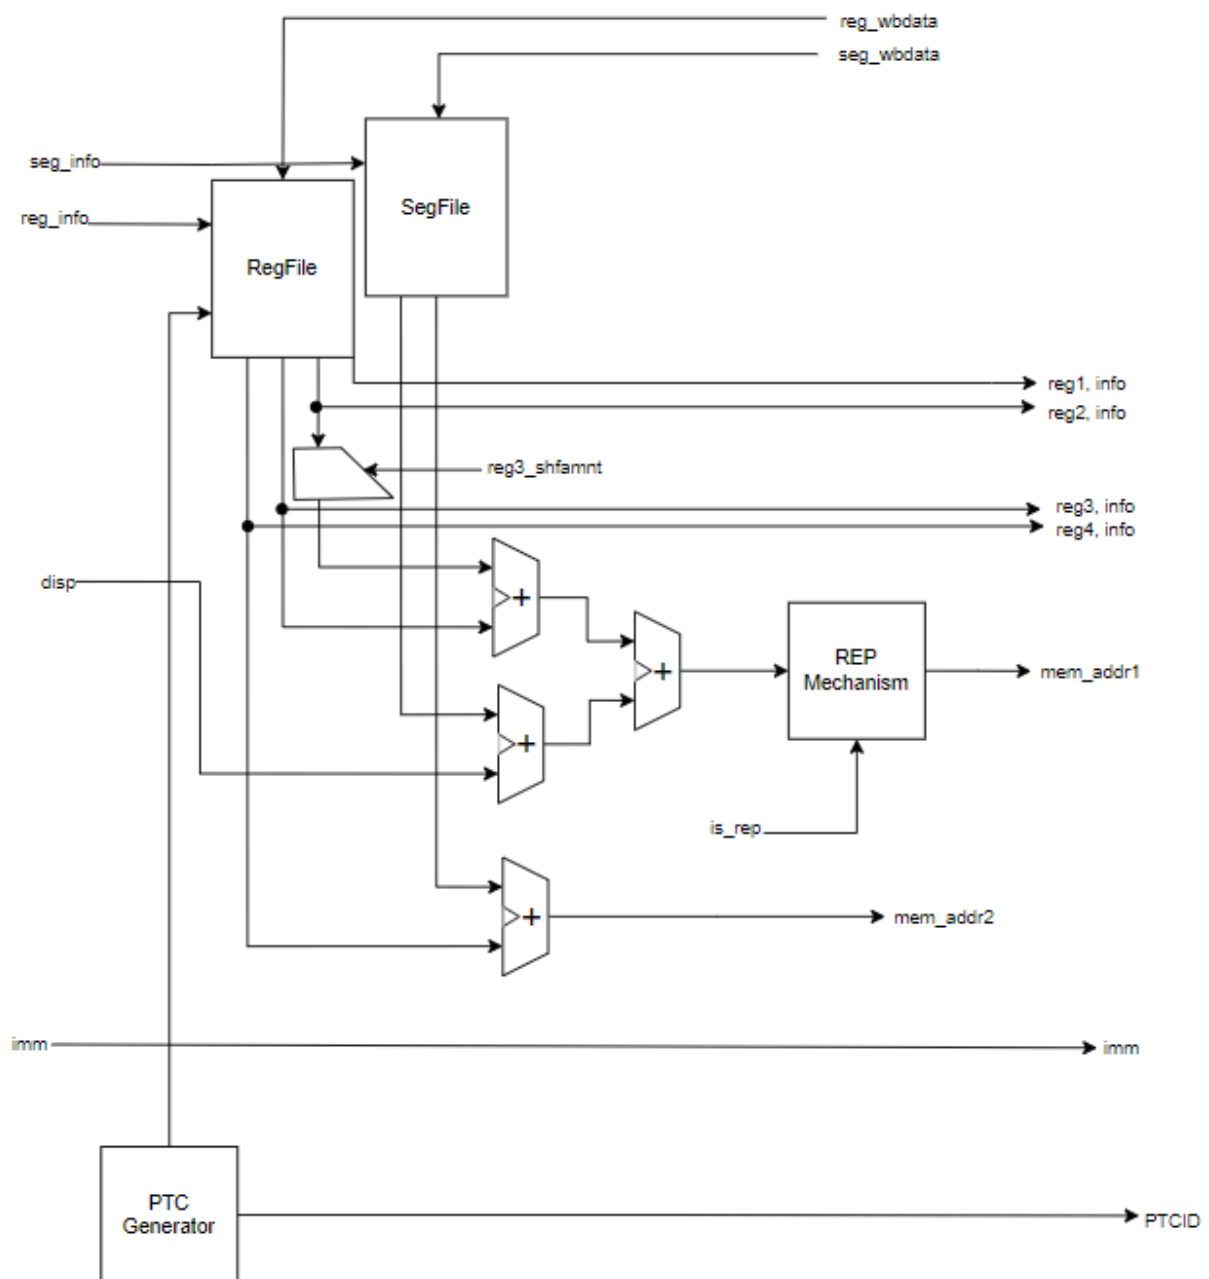 reg_wbdata
seg_wbdata
seg_info
SegFile
reg_info
RegFile
reg1, info
reg2, info
reg3_shfamnt
reg3, info
reg4, info
disp
+
+
REP
Mechanism
mem_addr1
+
is_rep
+
mem_addr2
imm
imm
PTC
Generator
PTCID